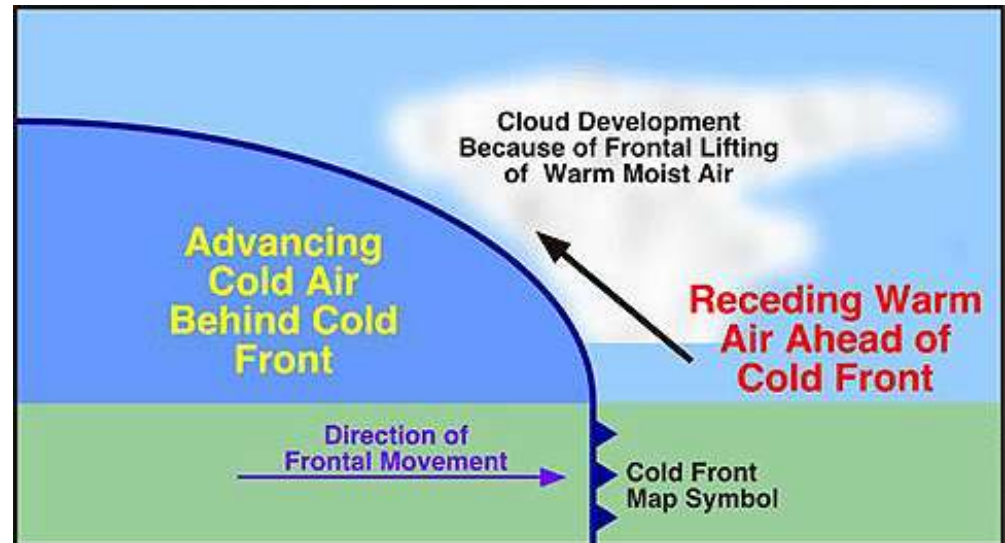 Cloud Development
Because of Frontal Lifting
of Warm Moist Air
Advancing
Cold Air
Behind Cold
Front
Receding Warm
Air Ahead of
Cold Front
Direction of
Frontal Movement
Cold Front
Map Symbol